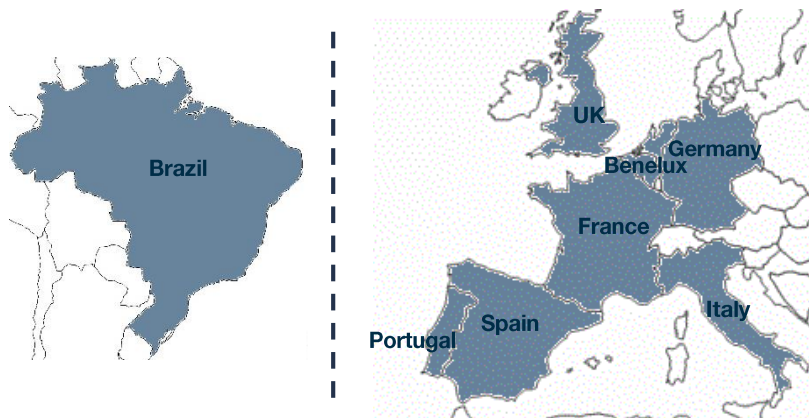 Brazil
UK
Germany
Benelux
France
Italy
Spain
Portugal